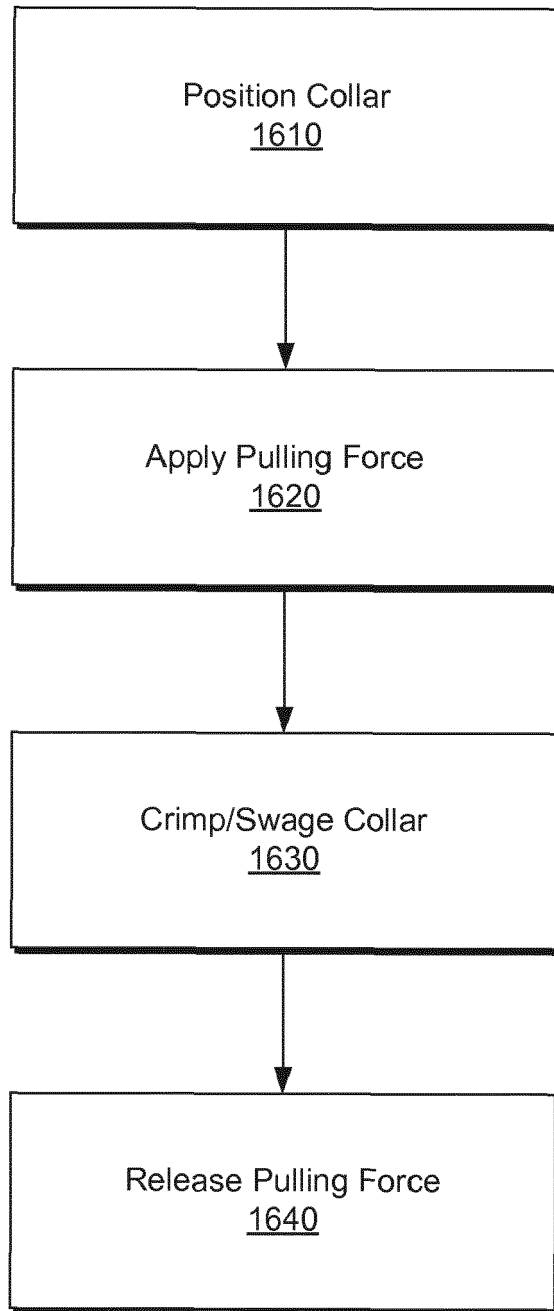 Position Collar
1610
Apply Pulling Force
1620
Crimp/Swage Collar
1630
Release Pulling Force
1640